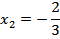 x₂ = −2/3